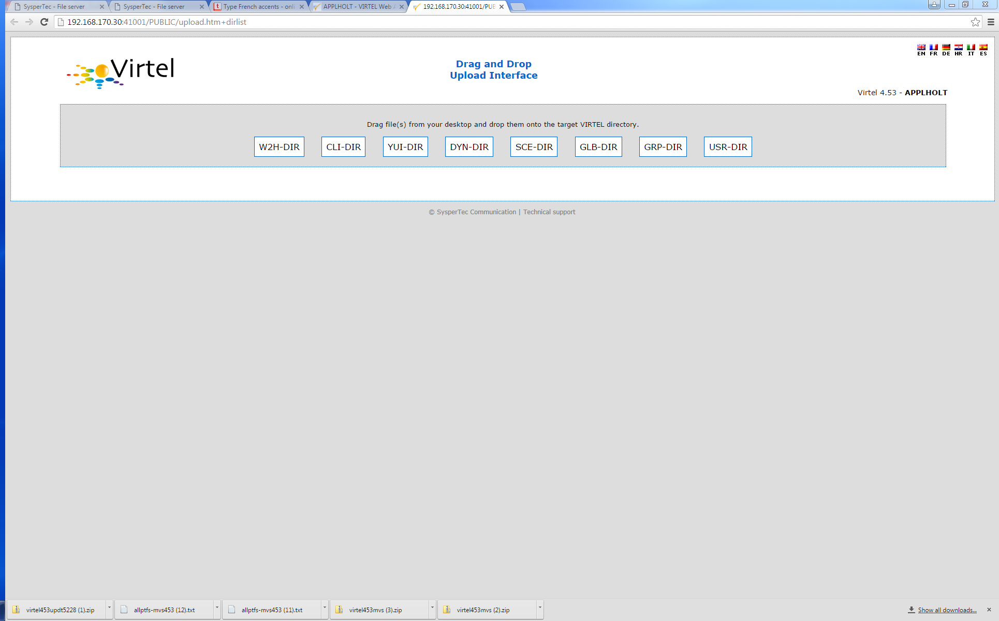 SysperTec - File server
SysperTec - File server
Type French accents - onli
APPLHOLT - VIRTEL Web A
192.168.170.30:41001/PUB
192.168.170.30:41001/PUBLIC/upload.htm+dirlist
EN FR DE HR IT ES
Virtel
Drag and Drop
Upload Interface
Virtel 4.53 - APPLHOLT
Drag file(s) from your desktop and drop them onto the target VIRTEL directory.
W2H-DIR CLI-DIR YUI-DIR DYN-DIR SCE-DIR GLB-DIR GRP-DIR USR-DIR
© SysperTec Communication | Technical support
virtel453updt5228 (1).zip
allptfs-mvs453 (12).txt
allptfs-mvs453 (11).txt
virtel453mvs (3).zip
virtel453mvs (2).zip
Show all downloads...